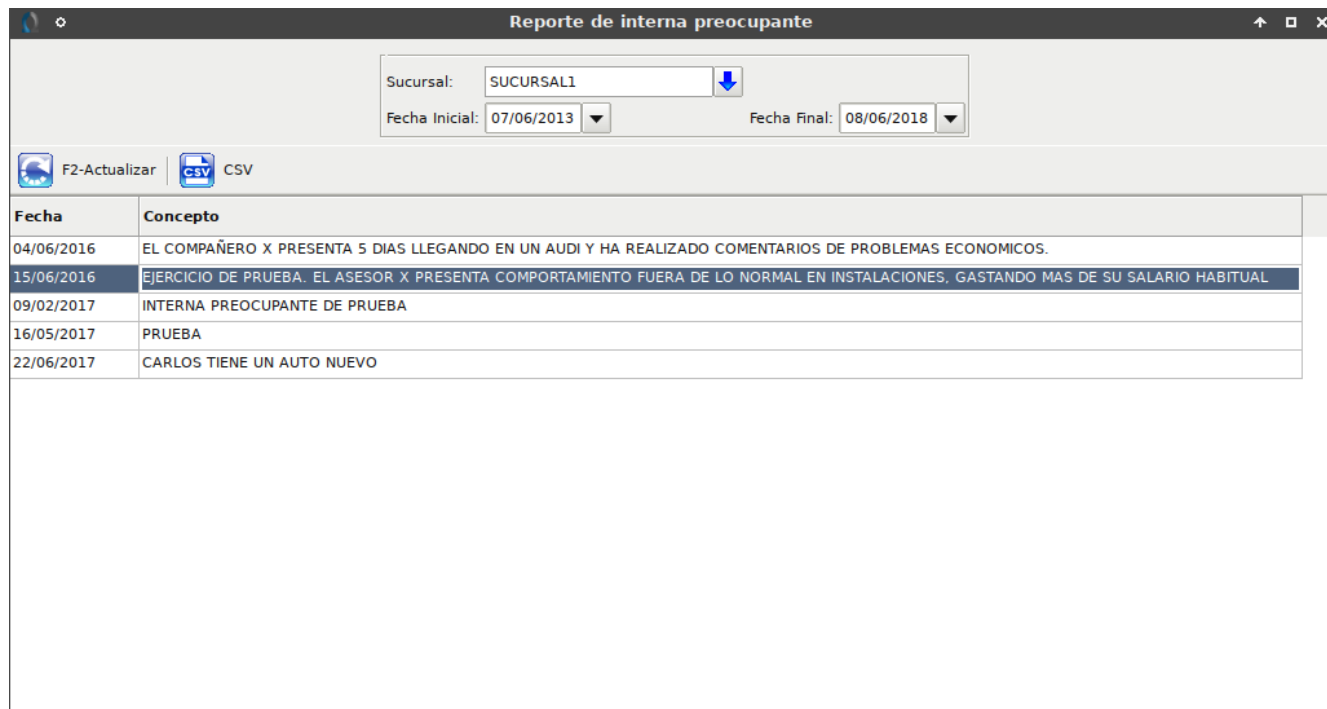 Reporte de interna preocupante
Sucursal: SUCURSAL1
Fecha Inicial: 07/06/2013 Fecha Final: 08/06/2018
F2-Actualizar CSV CSV
Fecha Concepto
04/06/2016 EL COMPAÑERO X PRESENTA 5 DIAS LLEGANDO EN UN AUDI Y HA REALIZADO COMENTARIOS DE PROBLEMAS ECONOMICOS.
15/06/2016 EJERCICIO DE PRUEBA. EL ASESOR X PRESENTA COMPORTAMIENTO FUERA DE LO NORMAL EN INSTALACIONES, GASTANDO MAS DE SU SALARIO HABITUAL
09/02/2017 INTERNA PREOCUPANTE DE PRUEBA
16/05/2017 PRUEBA
22/06/2017 CARLOS TIENE UN AUTO NUEVO